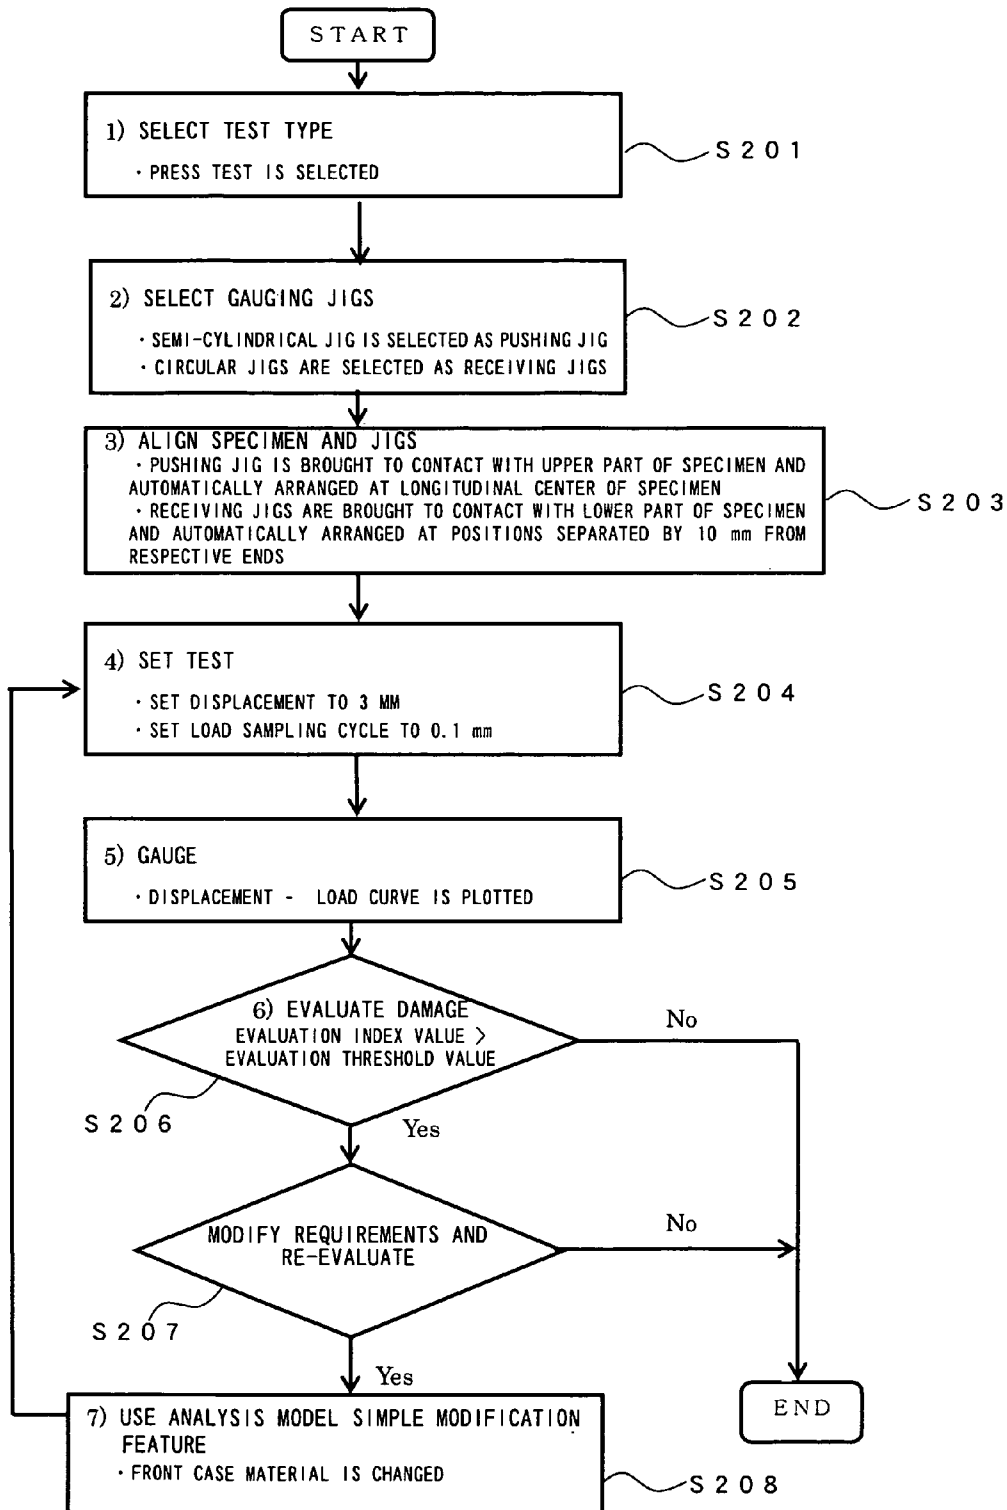 START
1) SELECT TEST TYPE
· PRESS TEST IS SELECTED
S201
2) SELECT GAUGING JIGS
· SEMI-CYLINDRICAL JIG IS SELECTED AS PUSHING JIG
· CIRCULAR JIGS ARE SELECTED AS RECEIVING JIGS
S202
3) ALIGN SPECIMEN AND JIGS
· PUSHING JIG IS BROUGHT TO CONTACT WITH UPPER PART OF SPECIMEN AND
AUTOMATICALLY ARRANGED AT LONGITUDINAL CENTER OF SPECIMEN
· RECEIVING JIGS ARE BROUGHT TO CONTACT WITH LOWER PART OF SPECIMEN
AND AUTOMATICALLY ARRANGED AT POSITIONS SEPARATED BY 10 mm FROM
RESPECTIVE ENDS
S203
4) SET TEST
· SET DISPLACEMENT TO 3 MM
· SET LOAD SAMPLING CYCLE TO 0.1 mm
S204
5) GAUGE
· DISPLACEMENT - LOAD CURVE IS PLOTTED
S205
6) EVALUATE DAMAGE
EVALUATION INDEX VALUE >
EVALUATION THRESHOLD VALUE
No
S206
Yes
MODIFY REQUIREMENTS AND
RE-EVALUATE
No
S207
Yes
7) USE ANALYSIS MODEL SIMPLE MODIFICATION
FEATURE
· FRONT CASE MATERIAL IS CHANGED
S208
END